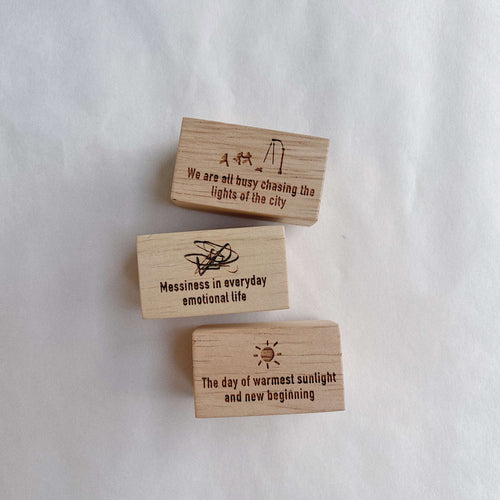 We are all busy chasing the
lights of the city
Messiness in everyday
emotional life
The day of warmest sunlight
and new beginning